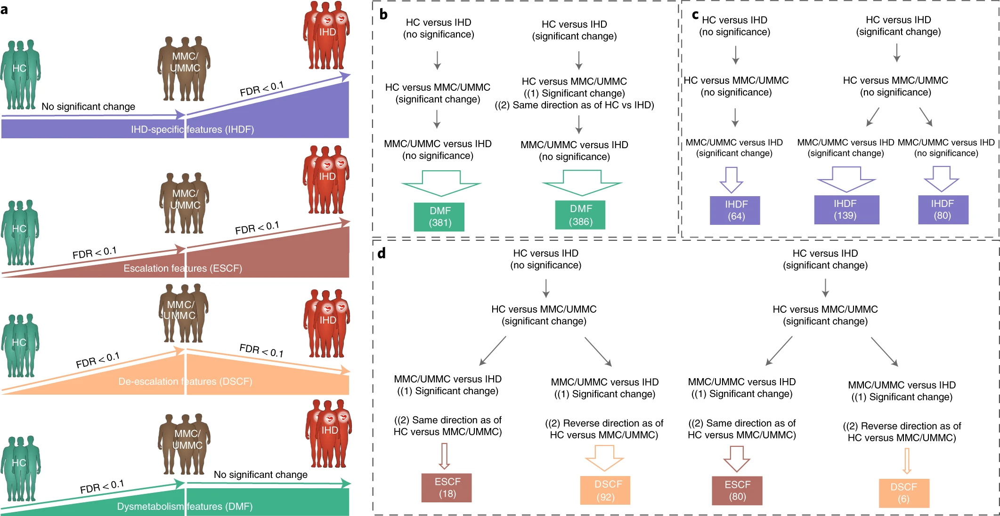 a
HC
MMC/
UMMC
IHD
No significant change
FDR < 0.1
IHD-specific features (IHDF)
HC
MMC/
UMMC
IHD
FDR < 0.1
FDR < 0.1
Escalation features (ESCF)
HC
MMC/
UMMC
IHD
FDR < 0.1
FDR < 0.1
De-escalation features (DSCF)
HC
MMC/
UMMC
IHD
FDR < 0.1
No significant change
Dysmetabolism features (DMF)
b
HC versus IHD
(no significance)
HC versus MMC/UMMC
(significant change)
MMC/UMMC versus IHD
(no significance)
DMF
(381)
HC versus IHD
(significant change)
HC versus MMC/UMMC
((1) Significant change)
((2) Same direction as of HC vs IHD)
MMC/UMMC versus IHD
(no significance)
DMF
(386)
c
HC versus IHD
(no significance)
HC versus MMC/UMMC
(no significance)
MMC/UMMC versus IHD
(significant change)
IHDF
(64)
HC versus IHD
(significant change)
HC versus MMC/UMMC
(no significance)
MMC/UMMC versus IHD
(significant change)
IHDF
(139)
MMC/UMMC versus IHD
(no significance)
IHDF
(80)
d
HC versus IHD
(no significance)
HC versus MMC/UMMC
(significant change)
MMC/UMMC versus IHD
((1) Significant change)
((2) Same direction as of
HC versus MMC/UMMC)
ESCF
(18)
MMC/UMMC versus IHD
((1) Significant change)
((2) Reverse direction as of
HC versus MMC/UMMC)
DSCF
(92)
HC versus IHD
(significant change)
HC versus MMC/UMMC
(significant change)
MMC/UMMC versus IHD
((1) Significant change)
((2) Same direction as of
HC versus MMC/UMMC)
ESCF
(80)
MMC/UMMC versus IHD
((1) Significant change)
((2) Reverse direction as of
HC versus MMC/UMMC)
DSCF
(6)